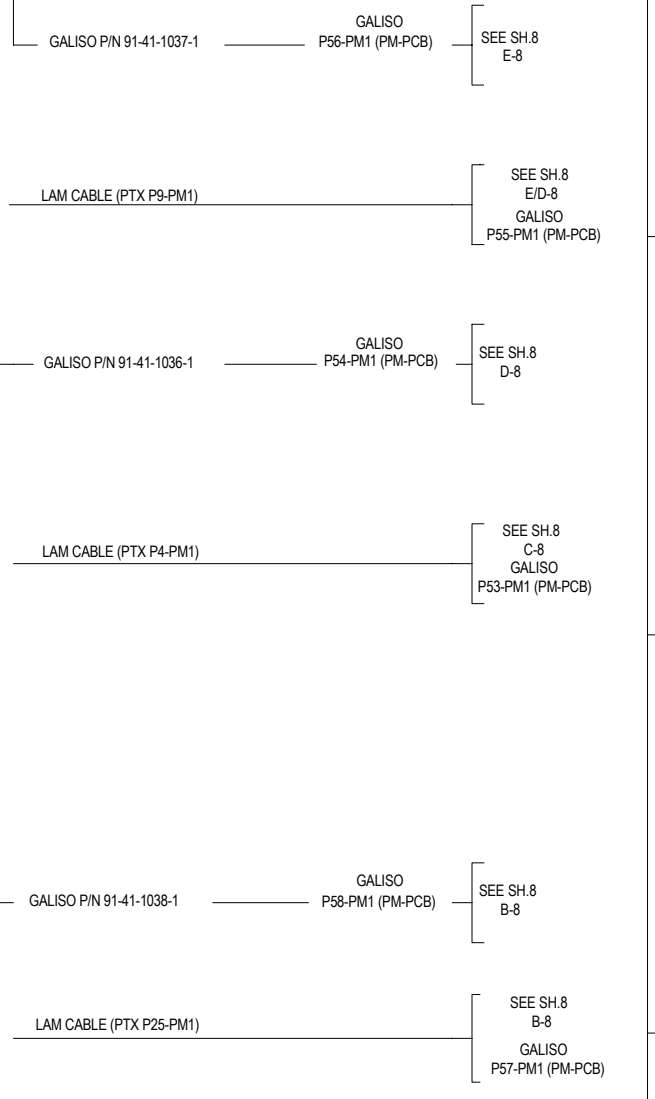 GALISO
GALISO P/N 91-41-1037-1
P56-PM1 (PM-PCB)
SEE SH.8
E-8
LAM CABLE (PTX P9-PM1)
SEE SH.8
E/D-8
GALISO
P55-PM1 (PM-PCB)
GALISO P/N 91-41-1036-1
GALISO
P54-PM1 (PM-PCB)
SEE SH.8
D-8
LAM CABLE (PTX P4-PM1)
SEE SH.8
C-8
GALISO
P53-PM1 (PM-PCB)
GALISO P/N 91-41-1038-1
GALISO
P58-PM1 (PM-PCB)
SEE SH.8
B-8
LAM CABLE (PTX P25-PM1)
SEE SH.8
B-8
GALISO
P57-PM1 (PM-PCB)